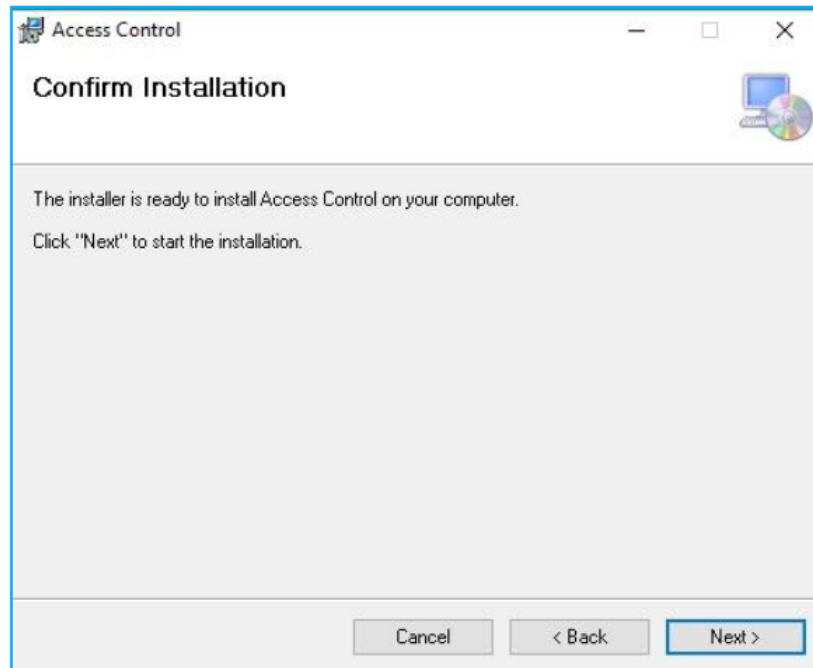 Access Control
Confirm Installation
The installer is ready to install Access Control on your computer.
Click "Next" to start the installation.
Cancel
< Back
Next >